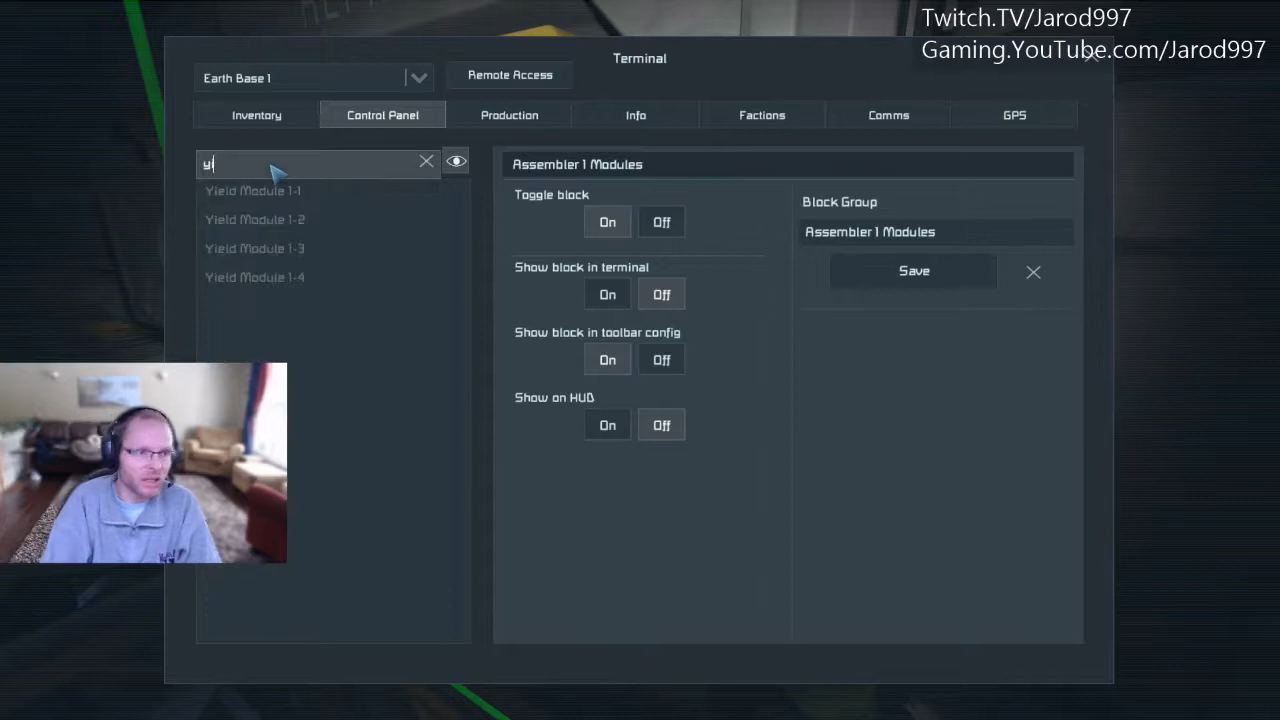 Twitch.TV/Jarod997
Gaming.YouTube.com/Jarod997
Terminal
Earth Base 1
Remote Access
Inventory
Control Panel
Production
Info
Factions
Comms
GPS
yi
Yield Module 1-1
Yield Module 1-2
Yield Module 1-3
Yield Module 1-4
Assembler 1 Modules
Toggle block
On Off
Show block in terminal
On Off
Show block in toolbar config
On Off
Show on HUD
On Off
Block Group
Assembler 1 Modules
Save